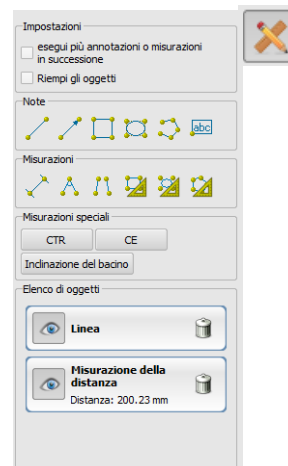 Impostazioni
esegui più annotazioni o misurazioni
in successione
Riempi gli oggetti
Note
abc
Misurazioni
Misurazioni speciali
CTR
CE
Inclinazione del bacino
Elenco di oggetti
Linea
Misurazione della
distanza
Distanza: 200.23 mm